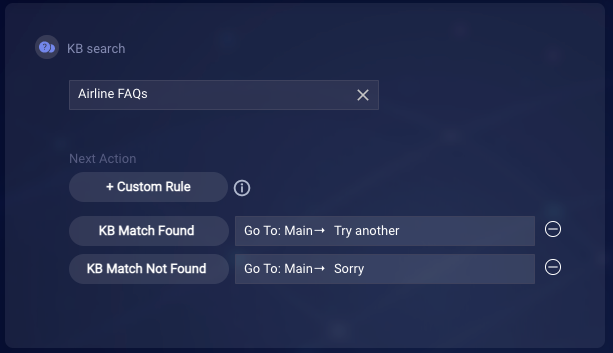 KB search
Airline FAQs
Next Action
+ Custom Rule
KB Match Found Go To: Main→ Try another
KB Match Not Found Go To: Main→ Sorry